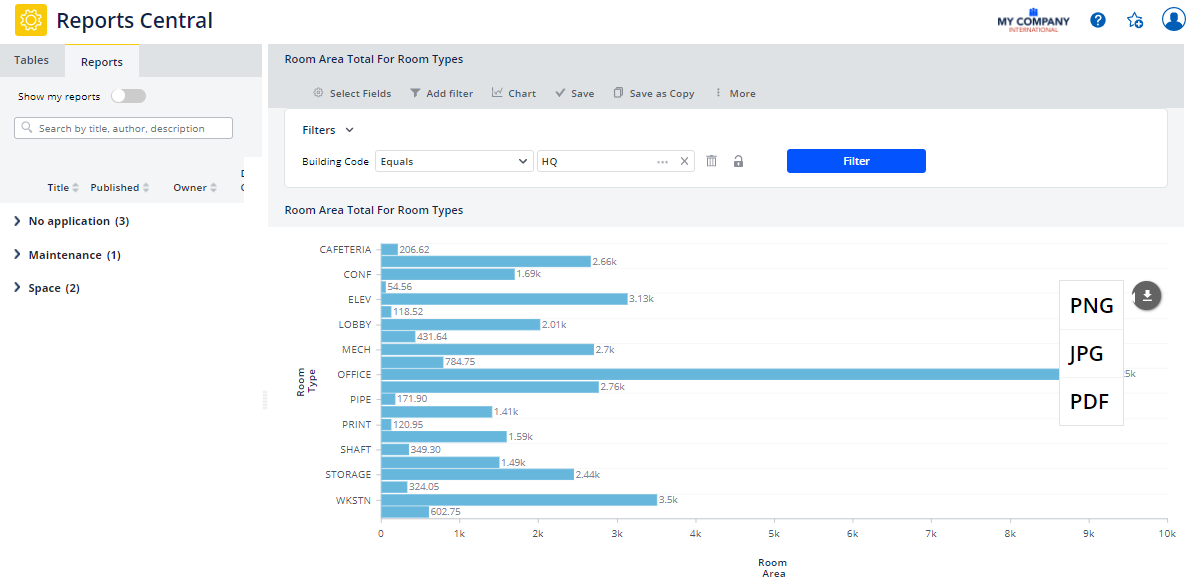 Reports Central
MY COMPANY
INTERNATIONAL
?
Tables
Reports
Show my reports
Search by title, author, description
Title
Published
Owner
No application (3)
Maintenance (1)
Space (2)
Room Area Total For Room Types
Select Fields
Add filter
Chart
Save
Save as Copy
More
Filters
Building Code
Equals
HQ
Filter
Room Area Total For Room Types
CAFETERIA
206.62
2.66k
CONF
1.69k
54.56
ELEV
3.13k
118.52
LOBBY
2.01k
431.64
MECH
2.7k
784.75
OFFICE
5k
2.76k
PIPE
171.90
1.41k
PRINT
120.95
1.59k
SHAFT
349.30
1.49k
STORAGE
2.44k
324.05
WKSTN
3.5k
602.75
0
1k
2k
3k
4k
5k
6k
7k
8k
9k
10k
Room
Type
Room
Area
PNG
JPG
PDF